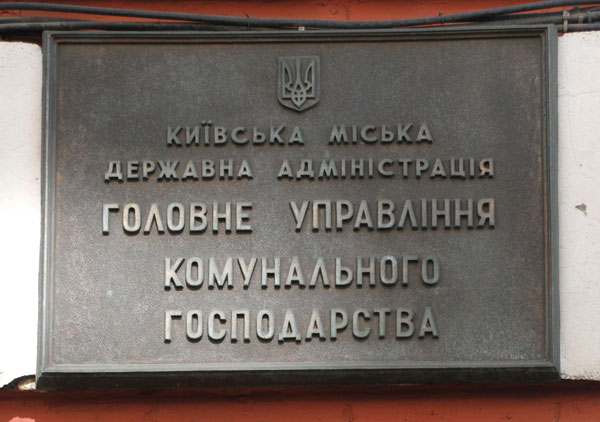 КИЇВСЬКА МІСЬКА
ДЕРЖАВНА АДМІНІСТРАЦІЯ
ГОЛОВНЕ УПРАВЛІННЯ
КОМУНАЛЬНОГО
ГОСПОДАРСТВА